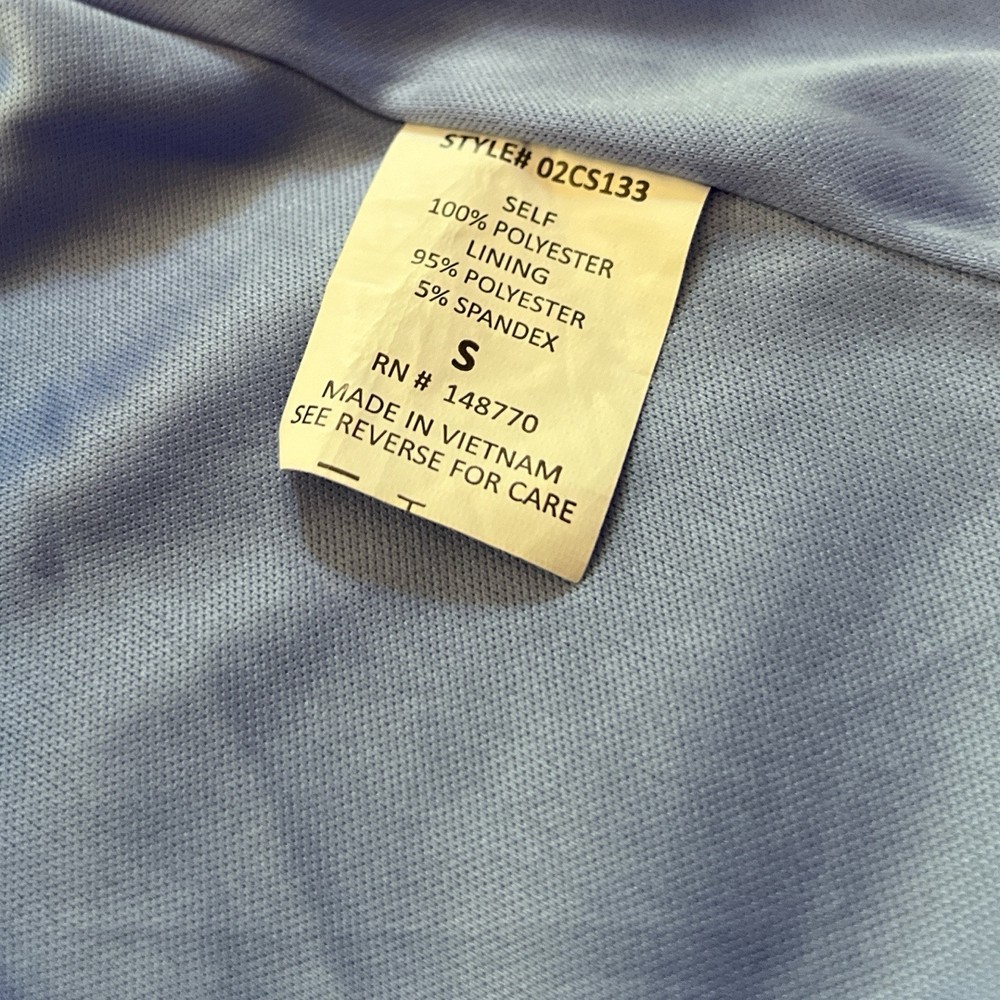 STYLE# 02CS133
SELF
100% POLYESTER
LINING
95% POLYESTER
5% SPANDEX
S
RN # 148770
MADE IN VIETNAM
SEE REVERSE FOR CARE